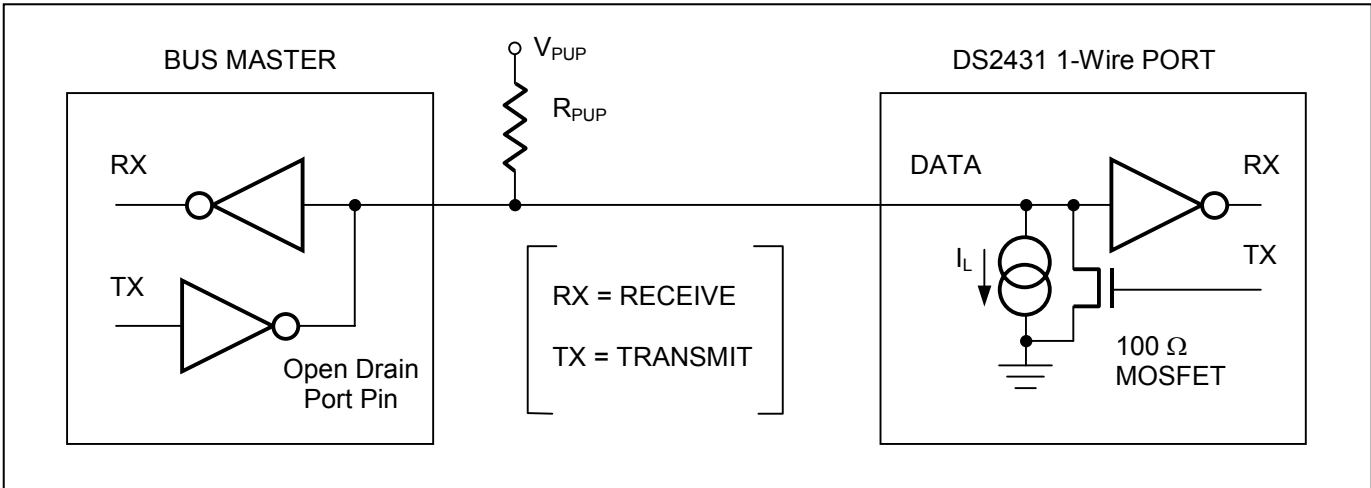 BUS MASTER
V_PUP
DS2431 1-Wire PORT
R_PUP
RX
DATA
RX
TX
TX
I_L
RX = RECEIVE
TX = TRANSMIT
Open Drain
Port Pin
100 Ω
MOSFET